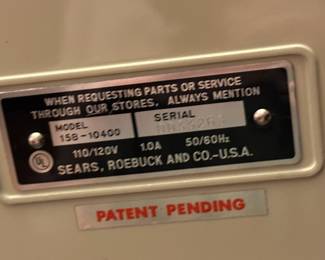 WHEN REQUESTING PARTS OR SERVICE
THROUGH OUR STORES, ALWAYS MENTION
MODEL SERIAL
158-10400
110/120V 1.0A 50/60Hz
UL
SEARS, ROEBUCK AND CO.-U.S.A.
PATENT PENDING